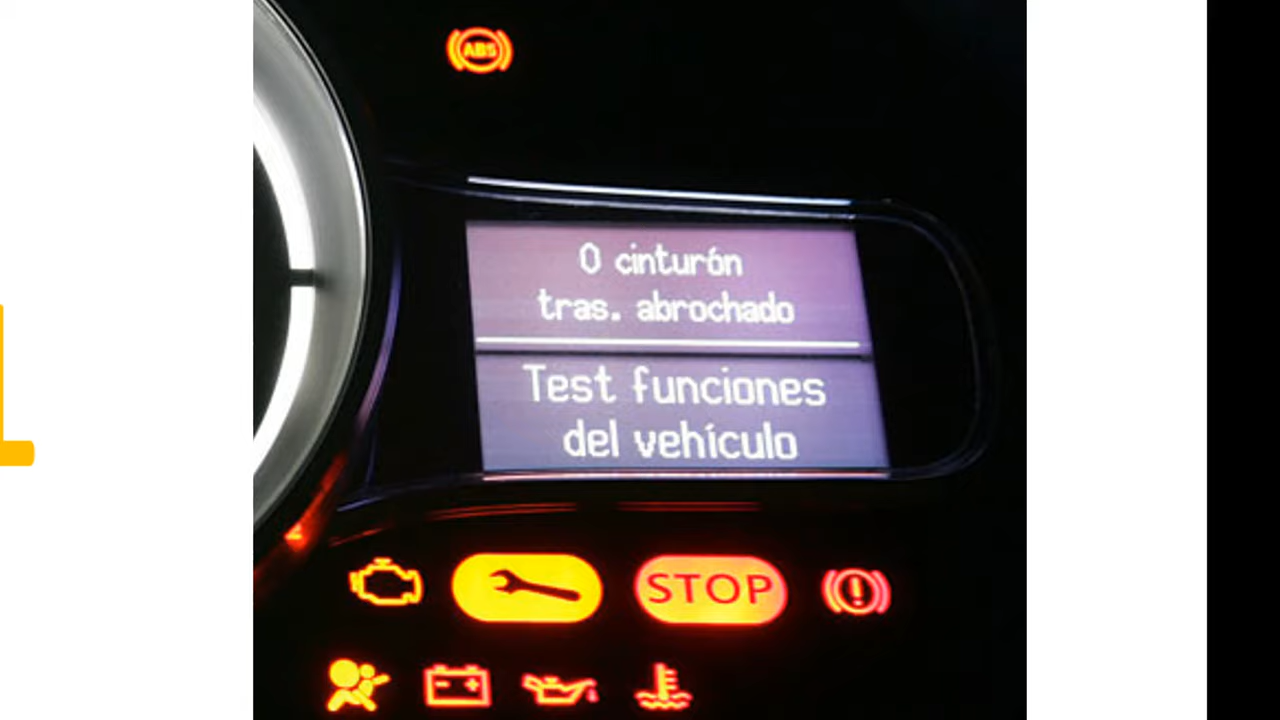 ABS
0 cinturón
tras. abrochado
Test funciones
del vehículo
STOP